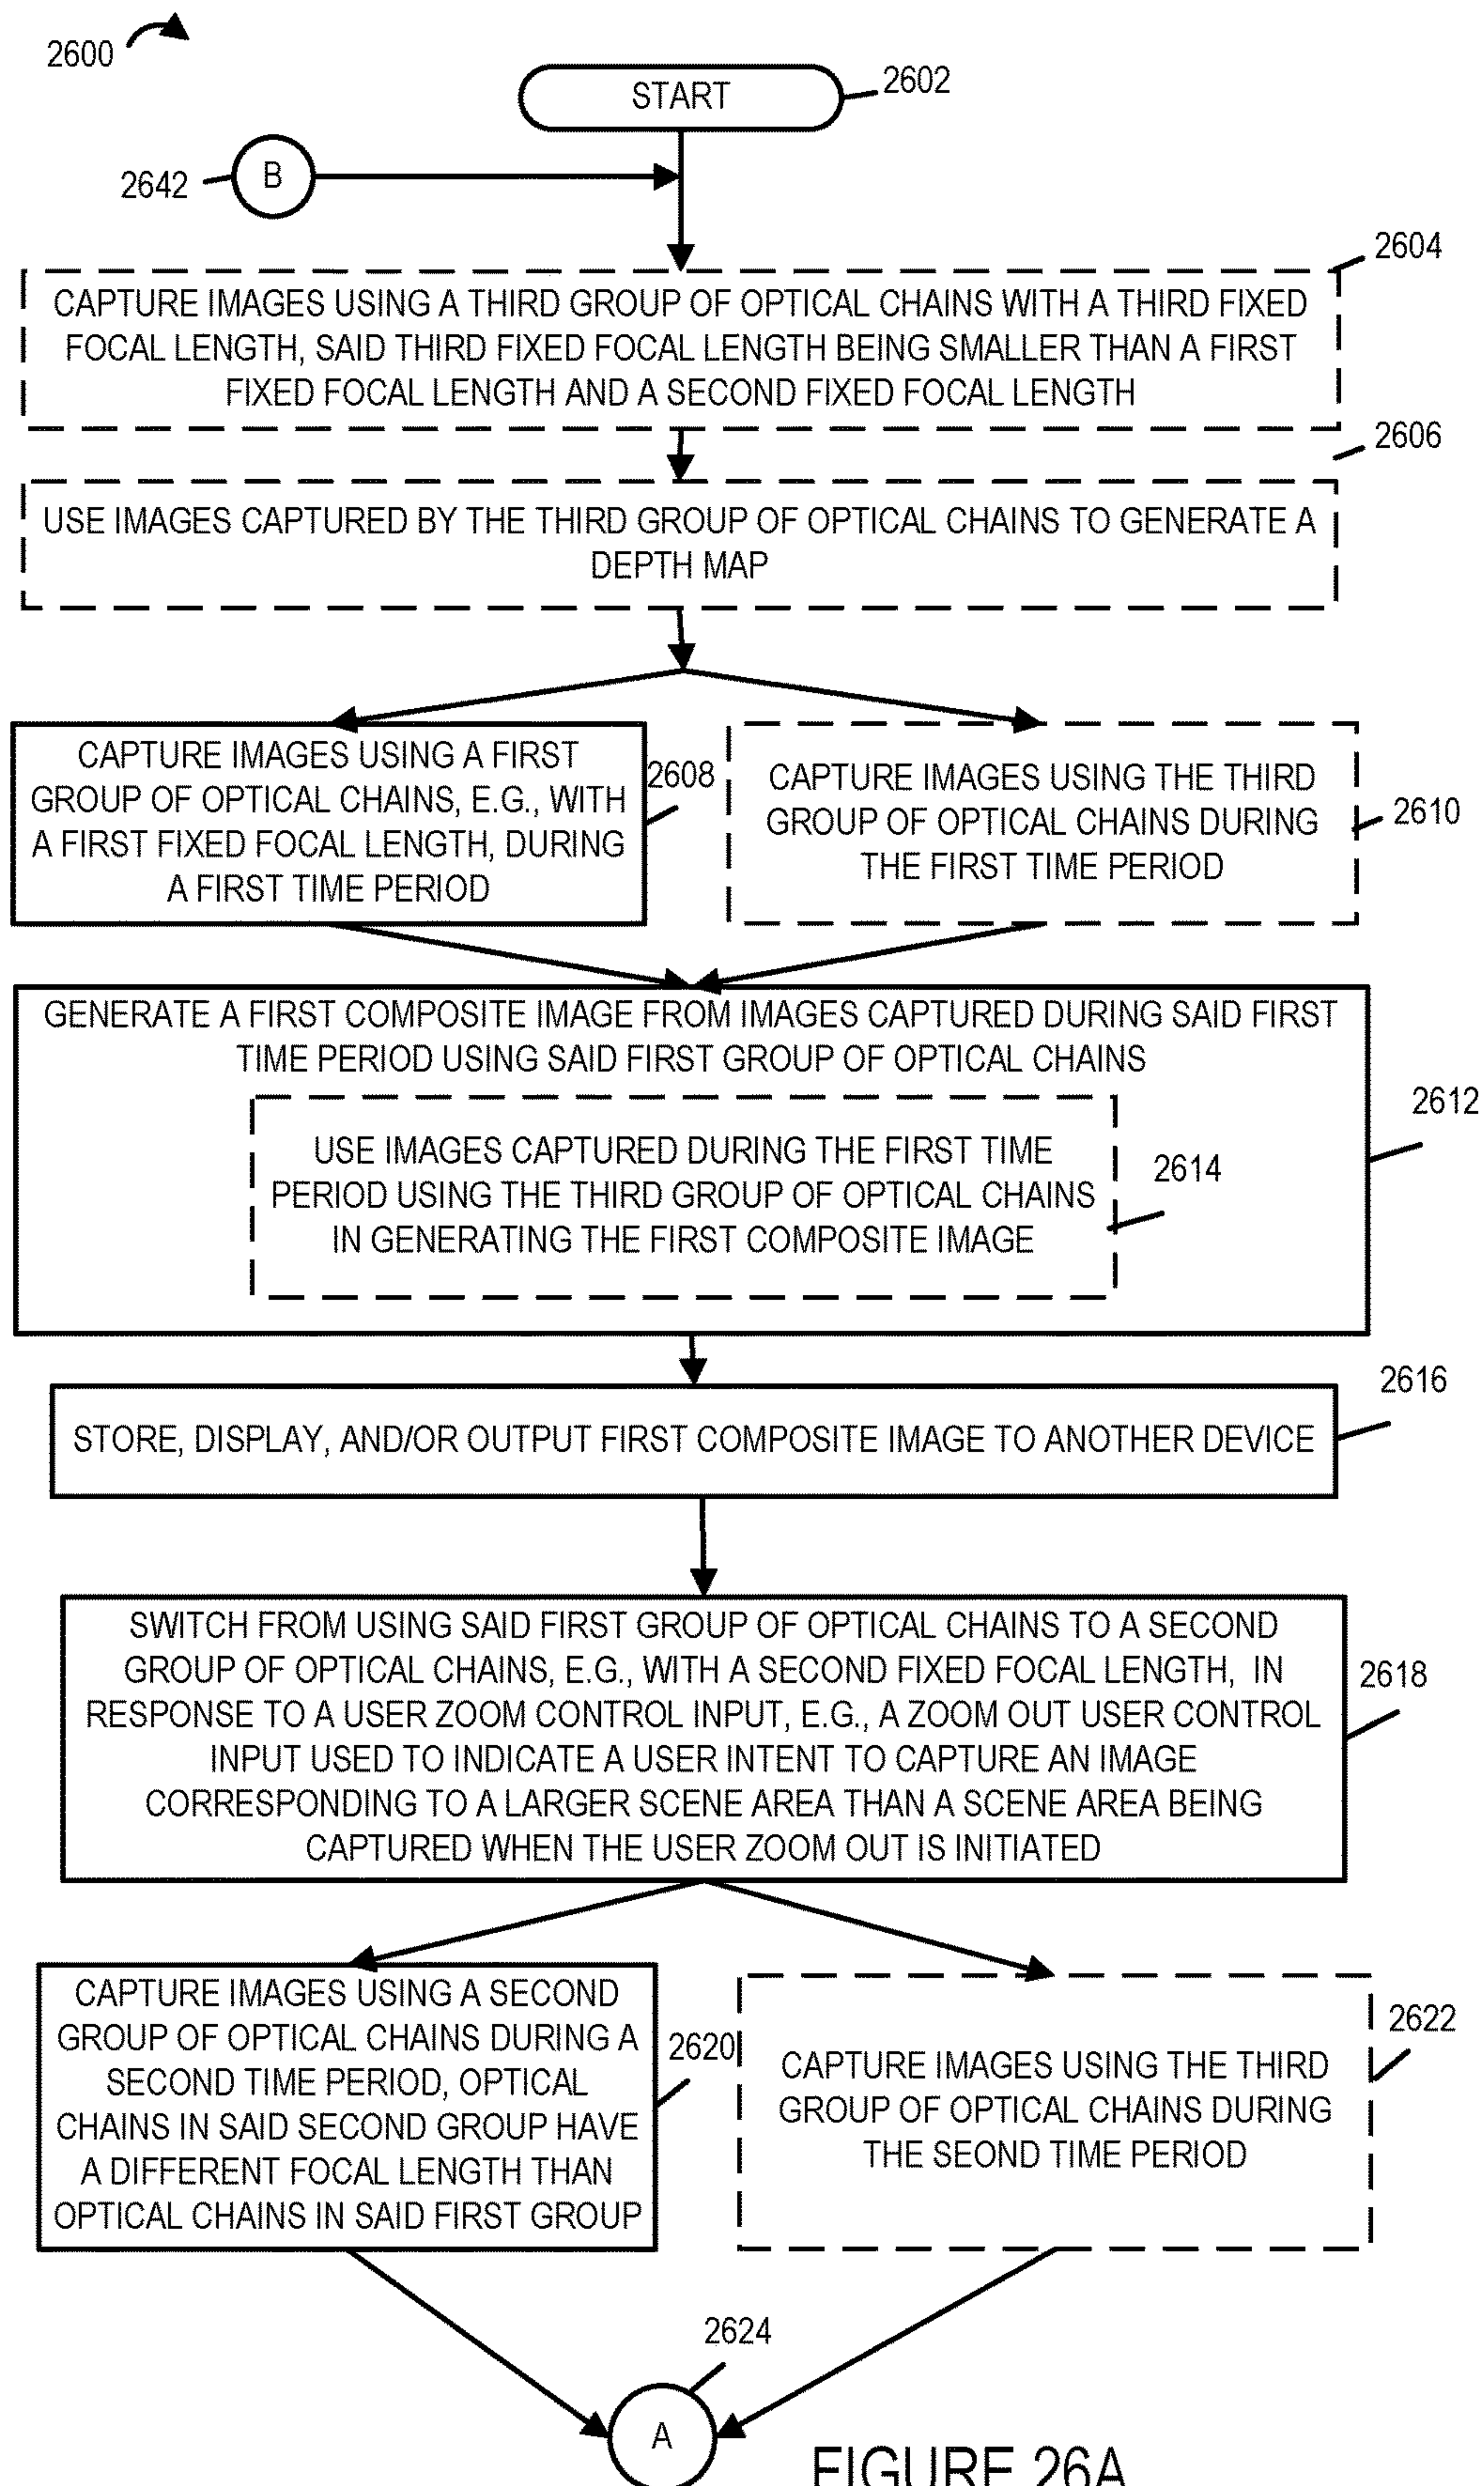 2600
START
2602
B
2642
2604
CAPTURE IMAGES USING A THIRD GROUP OF OPTICAL CHAINS WITH A THIRD FIXED
FOCAL LENGTH, SAID THIRD FIXED FOCAL LENGTH BEING SMALLER THAN A FIRST
FIXED FOCAL LENGTH AND A SECOND FIXED FOCAL LENGTH
2606
USE IMAGES CAPTURED BY THE THIRD GROUP OF OPTICAL CHAINS TO GENERATE A
DEPTH MAP
CAPTURE IMAGES USING A FIRST
GROUP OF OPTICAL CHAINS, E.G., WITH
A FIRST FIXED FOCAL LENGTH, DURING
A FIRST TIME PERIOD
2608
CAPTURE IMAGES USING THE THIRD
GROUP OF OPTICAL CHAINS DURING
THE FIRST TIME PERIOD
2610
GENERATE A FIRST COMPOSITE IMAGE FROM IMAGES CAPTURED DURING SAID FIRST
TIME PERIOD USING SAID FIRST GROUP OF OPTICAL CHAINS
2612
USE IMAGES CAPTURED DURING THE FIRST TIME
PERIOD USING THE THIRD GROUP OF OPTICAL CHAINS
IN GENERATING THE FIRST COMPOSITE IMAGE
2614
2616
STORE, DISPLAY, AND/OR OUTPUT FIRST COMPOSITE IMAGE TO ANOTHER DEVICE
SWITCH FROM USING SAID FIRST GROUP OF OPTICAL CHAINS TO A SECOND
GROUP OF OPTICAL CHAINS, E.G., WITH A SECOND FIXED FOCAL LENGTH, IN
RESPONSE TO A USER ZOOM CONTROL INPUT, E.G., A ZOOM OUT USER CONTROL
INPUT USED TO INDICATE A USER INTENT TO CAPTURE AN IMAGE
CORRESPONDING TO A LARGER SCENE AREA THAN A SCENE AREA BEING
CAPTURED WHEN THE USER ZOOM OUT IS INITIATED
2618
CAPTURE IMAGES USING A SECOND
GROUP OF OPTICAL CHAINS DURING A
SECOND TIME PERIOD, OPTICAL
CHAINS IN SAID SECOND GROUP HAVE
A DIFFERENT FOCAL LENGTH THAN
OPTICAL CHAINS IN SAID FIRST GROUP
2620
CAPTURE IMAGES USING THE THIRD
GROUP OF OPTICAL CHAINS DURING
THE SEOND TIME PERIOD
2622
2624
A
FIGURE 26A